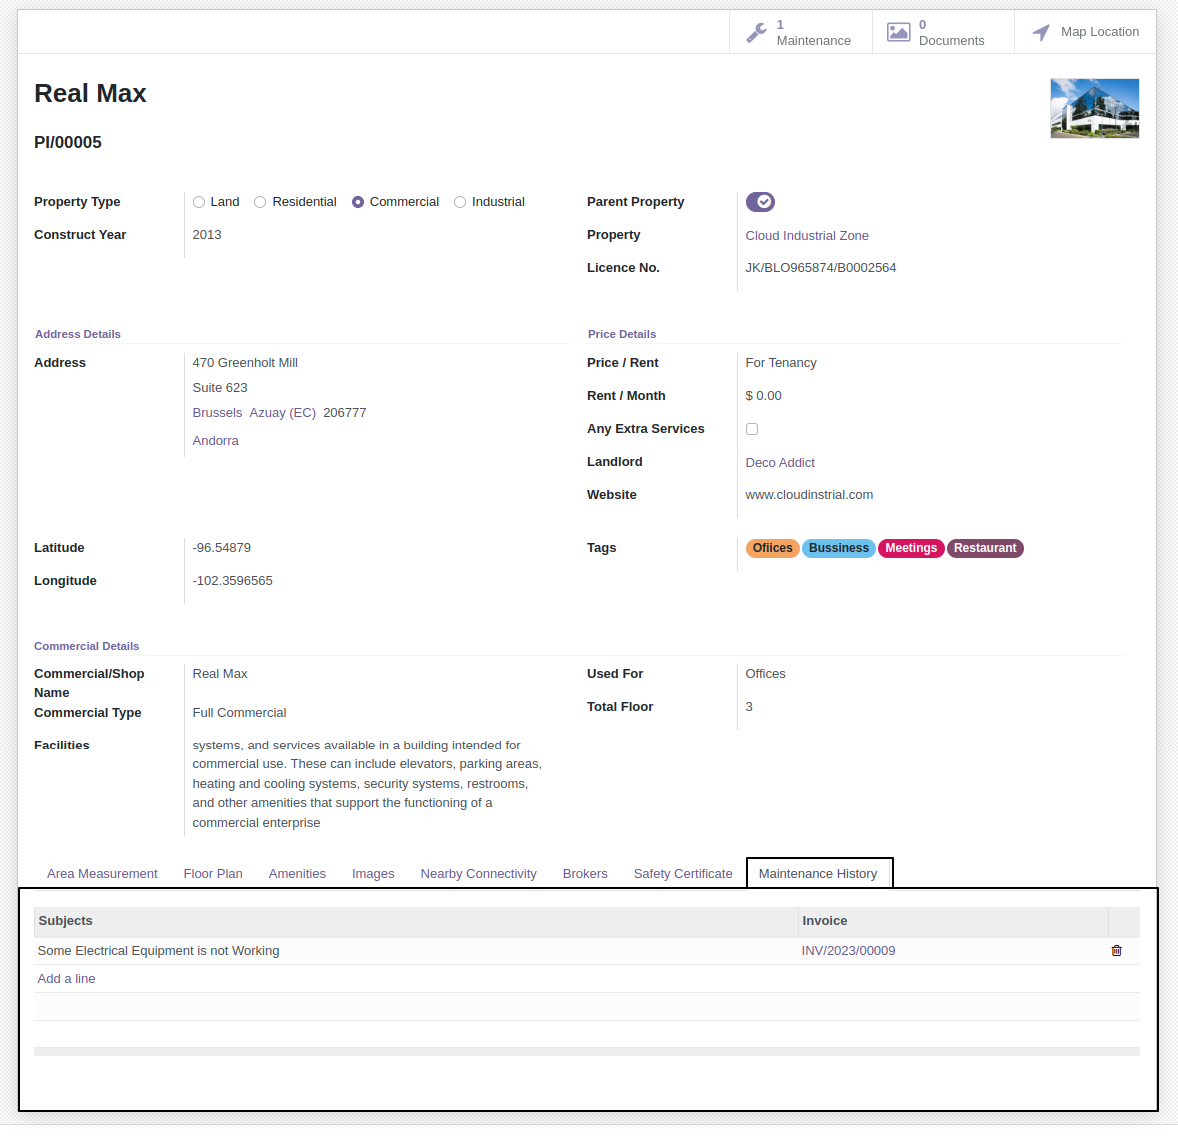 1
Maintenance
0
Documents
Map Location
Real Max
PI/00005
Property Type
Land Residential Commercial Industrial
Construct Year
2013
Parent Property
Property
Cloud Industrial Zone
Licence No.
JK/BLO965874/B0002564
Address Details
Address
470 Greenholt Mill
Suite 623
Brussels Azuay (EC) 206777
Andorra
Price Details
Price / Rent
For Tenancy
Rent / Month
$ 0.00
Any Extra Services
Landlord
Deco Addict
Website
www.cloudinstrial.com
Latitude
-96.54879
Longitude
-102.3596565
Tags
Ofiices Bussiness Meetings Restaurant
Commercial Details
Commercial/Shop
Name
Real Max
Commercial Type
Full Commercial
Facilities
systems, and services available in a building intended for
commercial use. These can include elevators, parking areas,
heating and cooling systems, security systems, restrooms,
and other amenities that support the functioning of a
commercial enterprise
Used For
Offices
Total Floor
3
Area Measurement Floor Plan Amenities Images Nearby Connectivity Brokers Safety Certificate Maintenance History
Subjects Invoice
Some Electrical Equipment is not Working INV/2023/00009
Add a line